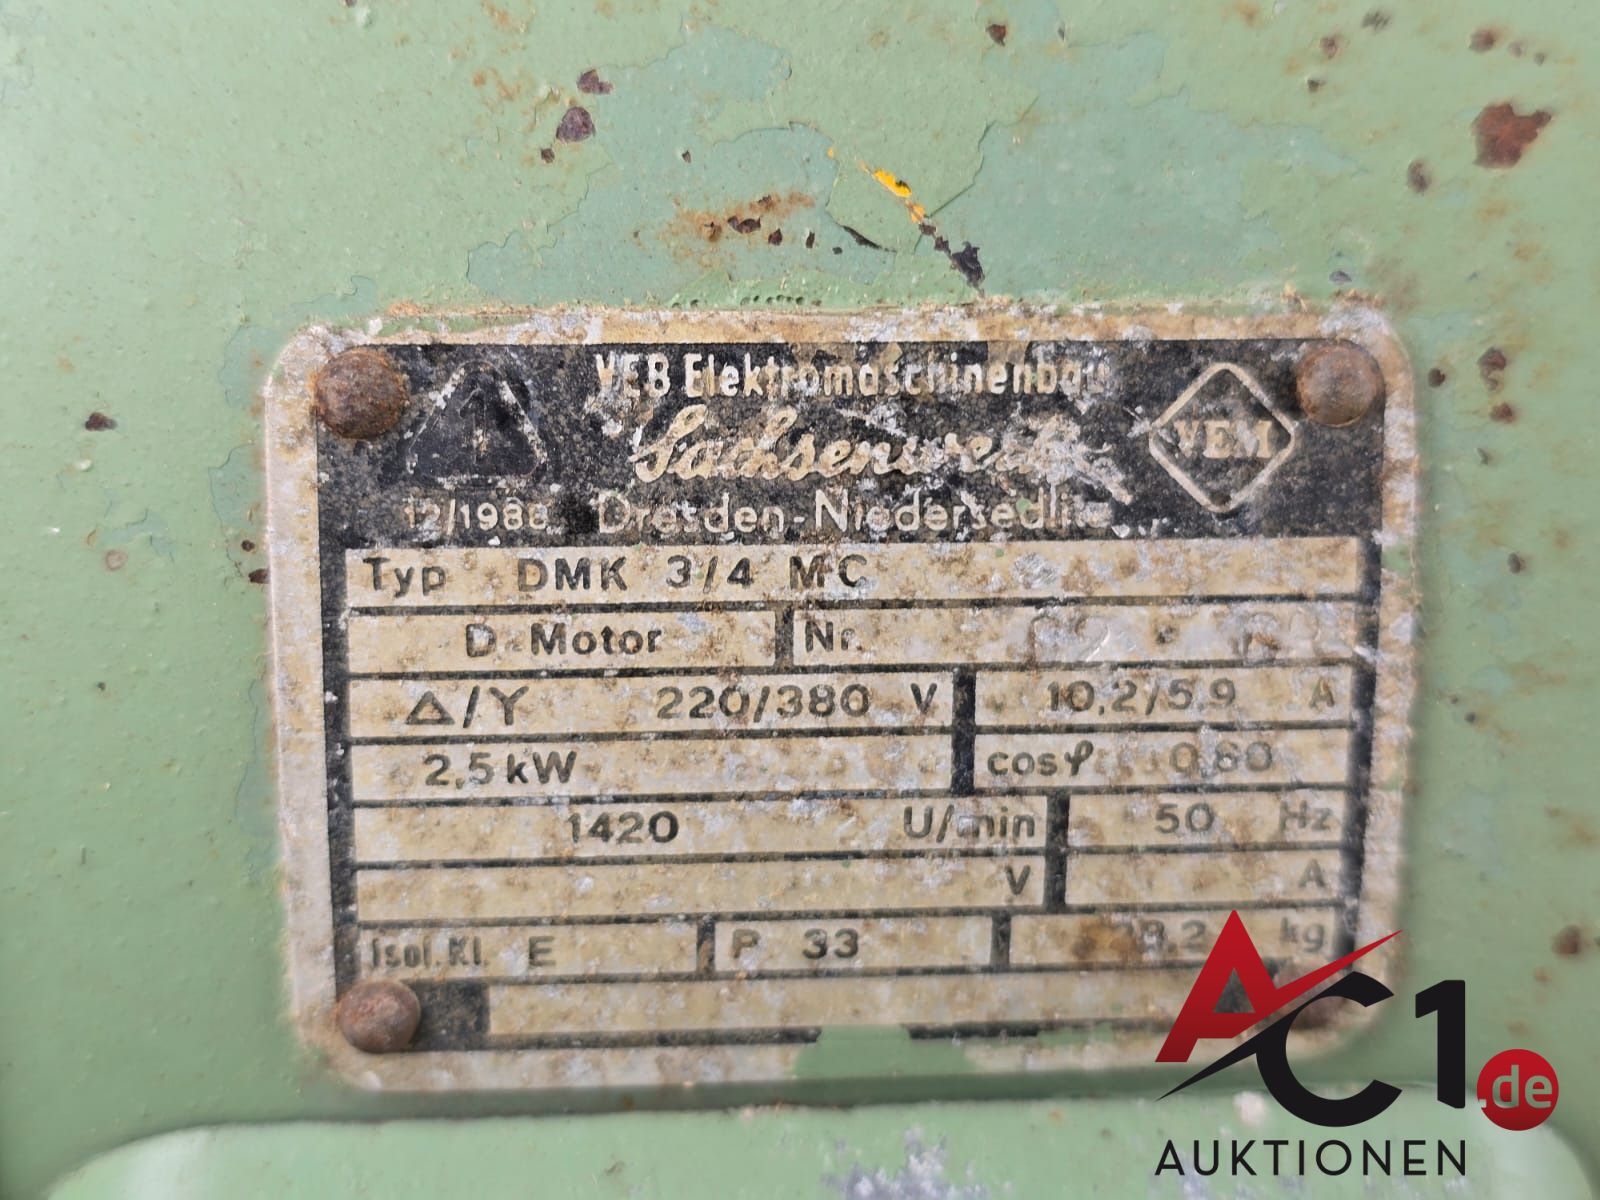 VEB Elektromaschinenbau
Sachsenwerk
VEM
12/1988 Dresden-Niedersedlitz
Typ DMK 3/4 MC
D-Motor Nr.
Δ/Y 220/380 V 10,2/5,9 A
2,5 kW cosφ 0,80
1420 U/min 50 Hz
V A
Isol.Kl. E P 33 kg
AC1.de
AUKTIONEN